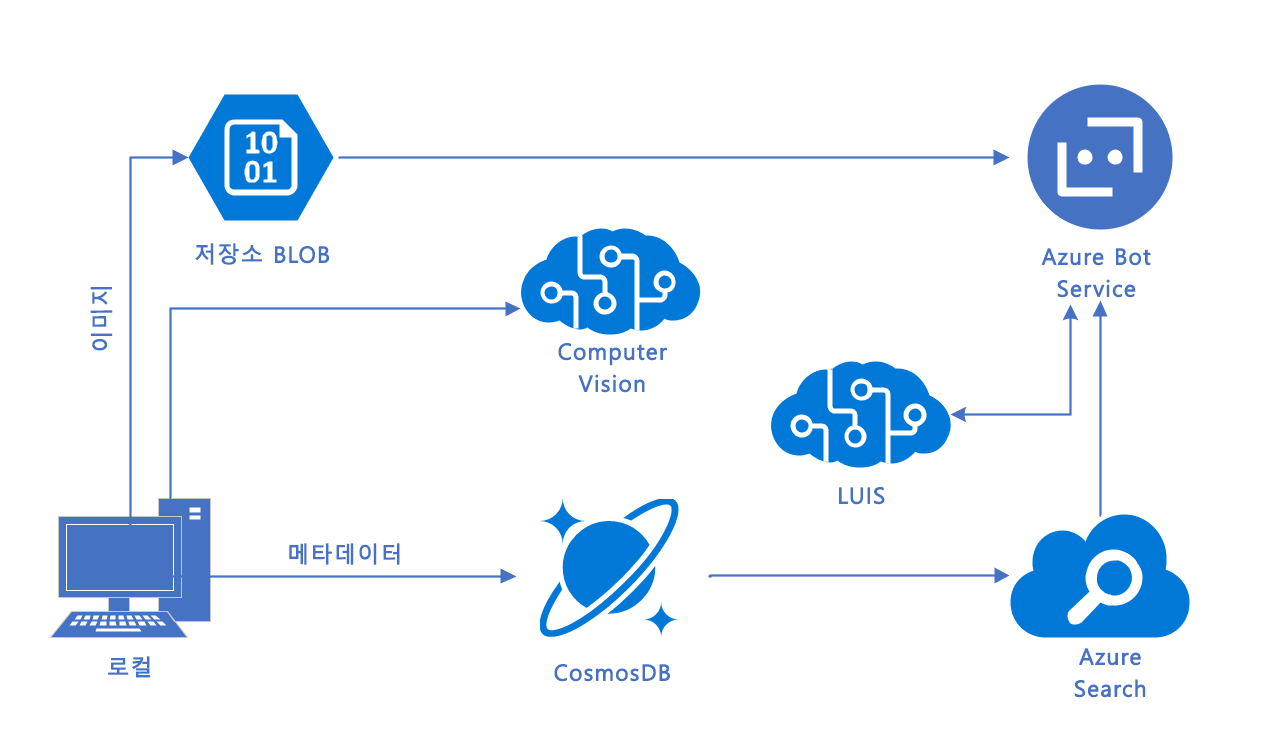 10
01
저장소 BLOB
Azure Bot
Service
이미지
Computer
Vision
LUIS
메타데이터
로컬
CosmosDB
Azure
Search